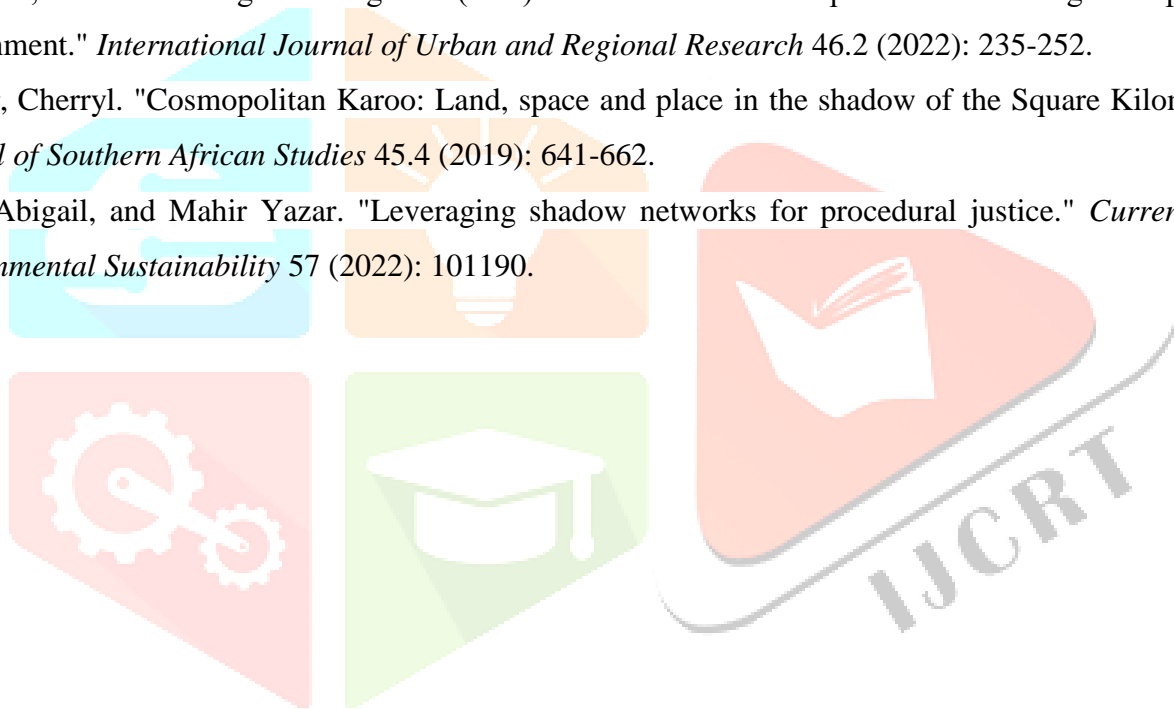 nment." International Journal of Urban and Regional Research 46.2 (2022): 235-252.
, Cherryl. "Cosmopolitan Karoo: Land, space and place in the shadow of the Square Kilon
l of Southern African Studies 45.4 (2019): 641-662.
Abigail, and Mahir Yazar. "Leveraging shadow networks for procedural justice." Curren
nmental Sustainability 57 (2022): 101190.
IJCRT